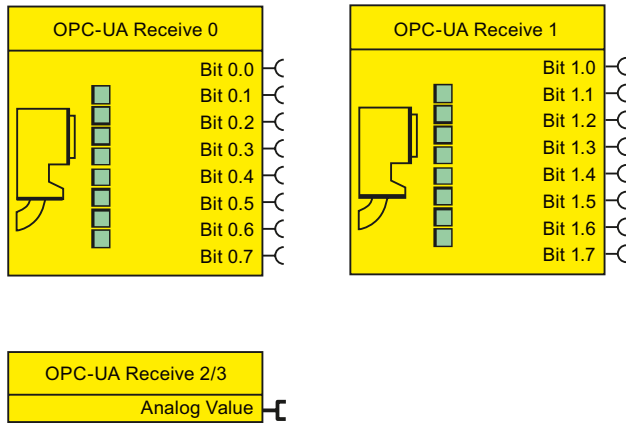 OPC-UA Receive 0
Bit 0.0
Bit 0.1
Bit 0.2
Bit 0.3
Bit 0.4
Bit 0.5
Bit 0.6
Bit 0.7
OPC-UA Receive 1
Bit 1.0
Bit 1.1
Bit 1.2
Bit 1.3
Bit 1.4
Bit 1.5
Bit 1.6
Bit 1.7
OPC-UA Receive 2/3
Analog Value